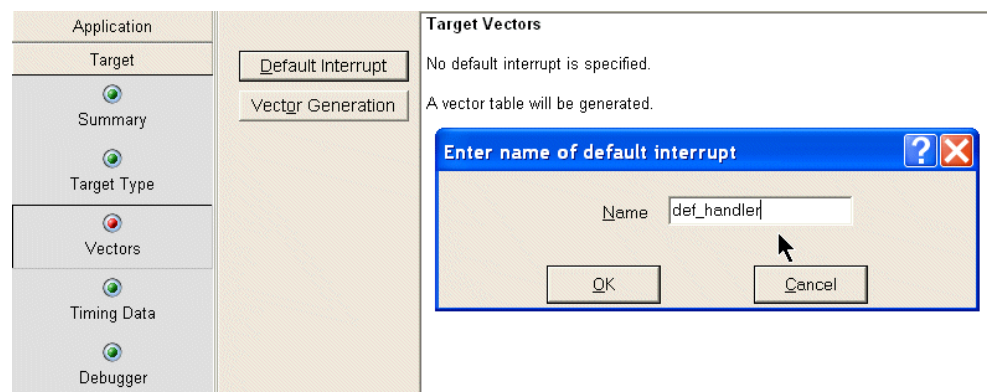 Application
Target
Summary
Target Type
Vectors
Timing Data
Debugger
Default Interrupt
Vector Generation
Target Vectors
No default interrupt is specified.
A vector table will be generated.
Enter name of default interrupt
?
Name def_handler
OK Cancel